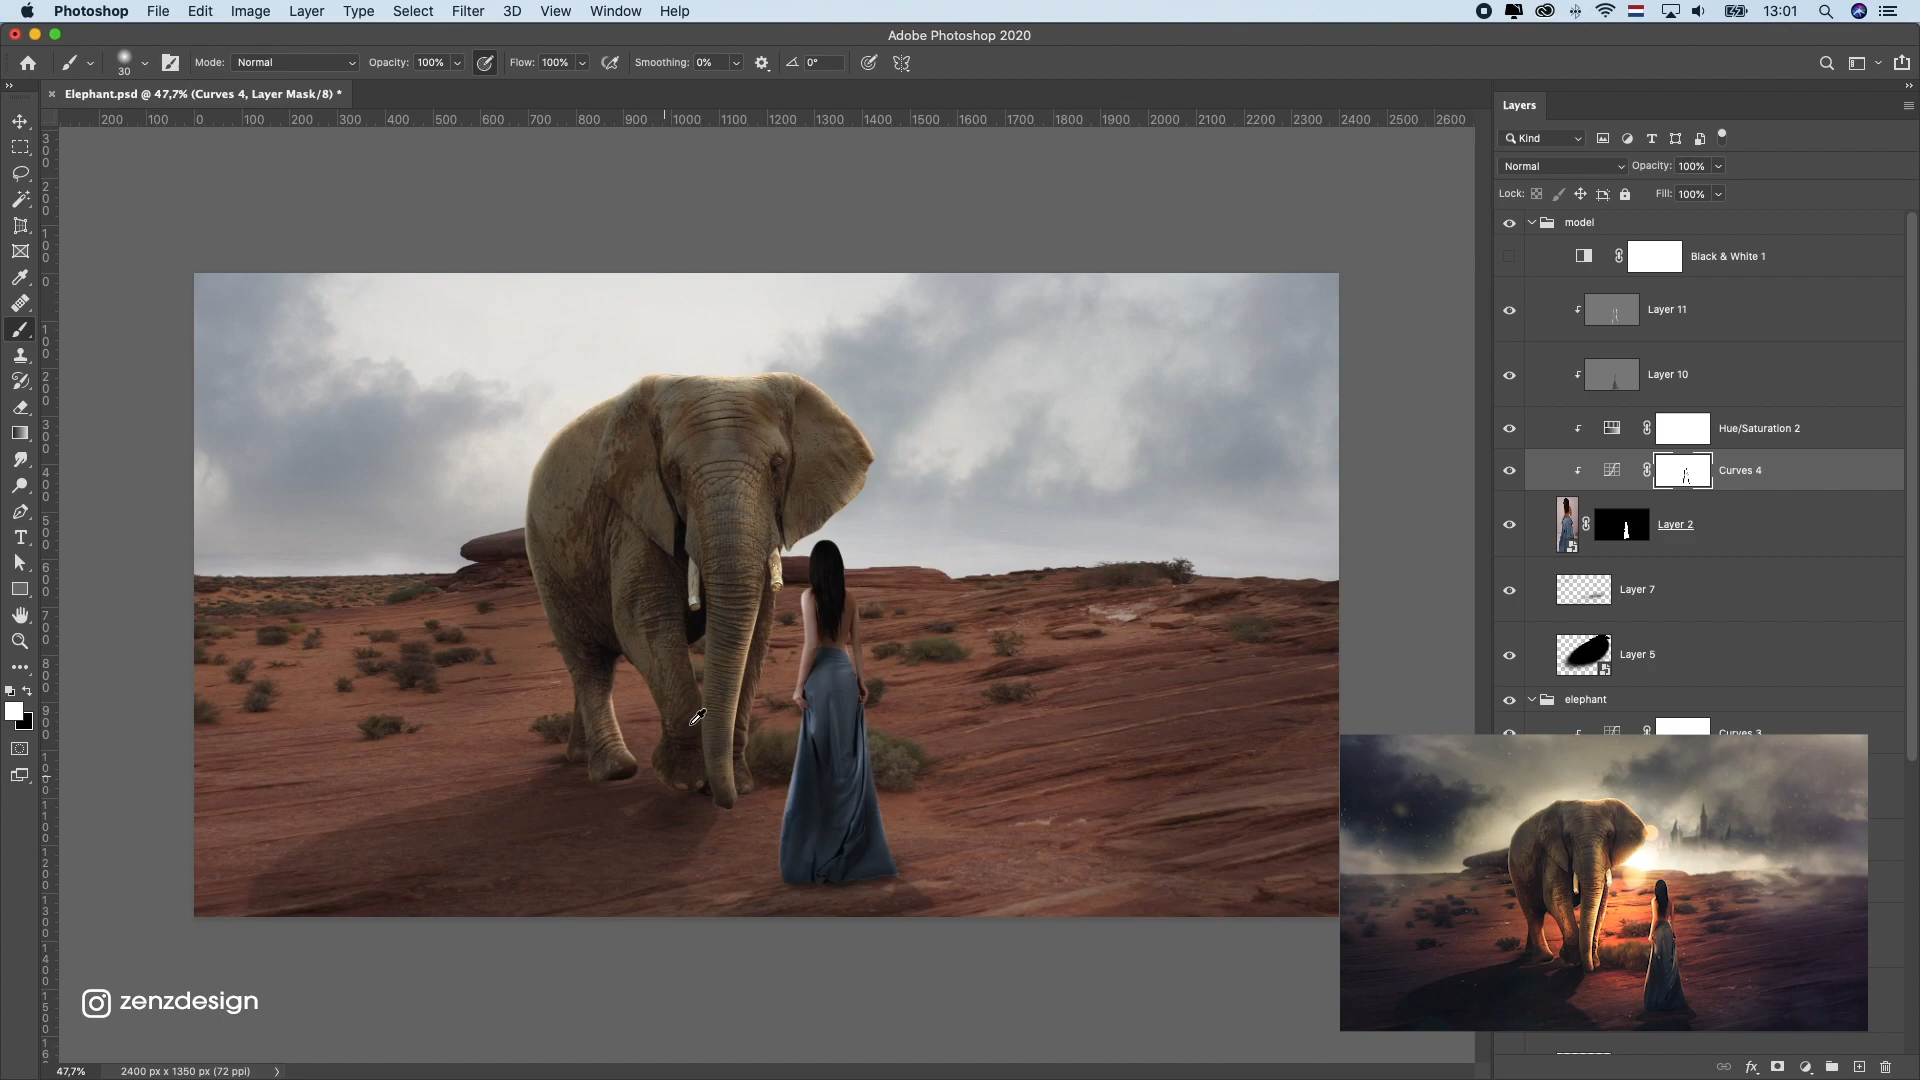 Photoshop File Edit Image Layer Type Select Filter 3D View Window Help 13:01
Adobe Photoshop 2020
30 Mode: Normal Opacity: 100% Flow: 100% Smoothing: 0% 0°
Elephant.psd @ 47,7% (Curves 4, Layer Mask/8) *
200 100 0 100 200 300 400 500 600 700 800 900 1000 1100 1200 1300 1400 1500 1600 1700 1800 1900 2000 2100 2200 2300 2400 2500 2600
Layers
Kind
Normal Opacity: 100%
Lock: Fill: 100%
model
Black & White 1
Layer 11
Layer 10
Hue/Saturation 2
Curves 4
Layer 2
Layer 7
Layer 5
elephant
Curves 3
zenzdesign
47,7% 2400 px x 1350 px (72 ppi)